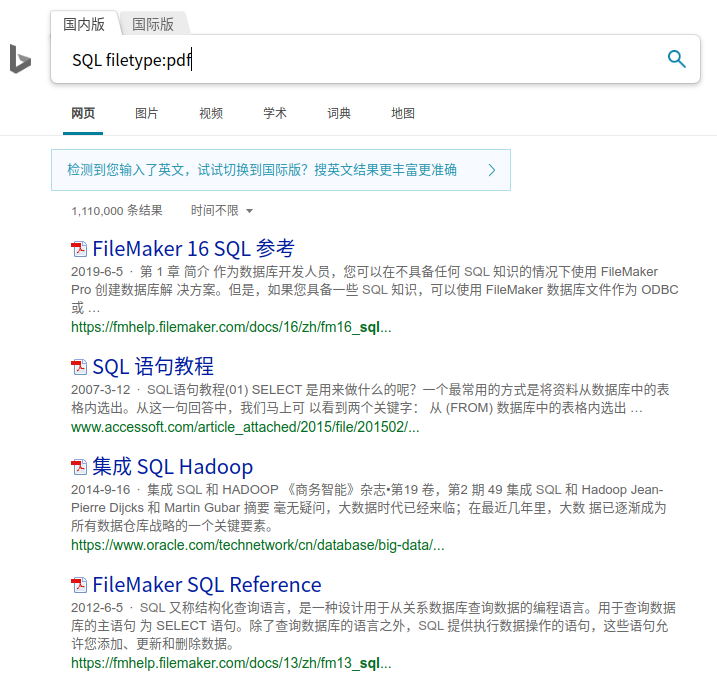 国内版 国际版
SQL filetype:pdf
网页 图片 视频 学术 词典 地图
检测到您输入了英文，试试切换到国际版？搜英文结果更丰富更准确
1,110,000 条结果 时间不限
FileMaker 16 SQL 参考
2019-6-5 · 第 1 章 简介 作为数据库开发人员，您可以在不具备任何 SQL 知识的情况下使用 FileMaker
Pro 创建数据库解 决方案。但是，如果您具备一些 SQL 知识，可以使用 FileMaker 数据库文件作为 ODBC
或 …
https://fmhelp.filemaker.com/docs/16/zh/fm16_sql...
SQL 语句教程
2007-3-12 · SQL语句教程(01) SELECT 是用来做什么的呢？一个最常用的方式是将资料从数据库中的表
格内选出。从这一句回答中，我们马上可 以看到两个关键字： 从 (FROM) 数据库中的表格内选出 …
www.accessoft.com/article_attached/2015/file/201502/...
集成 SQL Hadoop
2014-9-16 · 集成 SQL 和 HADOOP 《商务智能》杂志•第19 卷，第2 期 49 集成 SQL 和 Hadoop Jean-
Pierre Dijcks 和 Martin Gubar 摘要 毫无疑问，大数据时代已经来临；在最近几年里，大数 据已逐渐成为
所有数据仓库战略的一个关键要素。
https://www.oracle.com/technetwork/cn/database/big-data/...
FileMaker SQL Reference
2012-6-5 · SQL 又称结构化查询语言，是一种设计用于从关系数据库查询数据的编程语言。用于查询数据
库的主语句 为 SELECT 语句。除了查询数据库的语言之外，SQL 提供执行数据操作的语句，这些语句允
许您添加、更新和删除数据。
https://fmhelp.filemaker.com/docs/13/zh/fm13_sql...